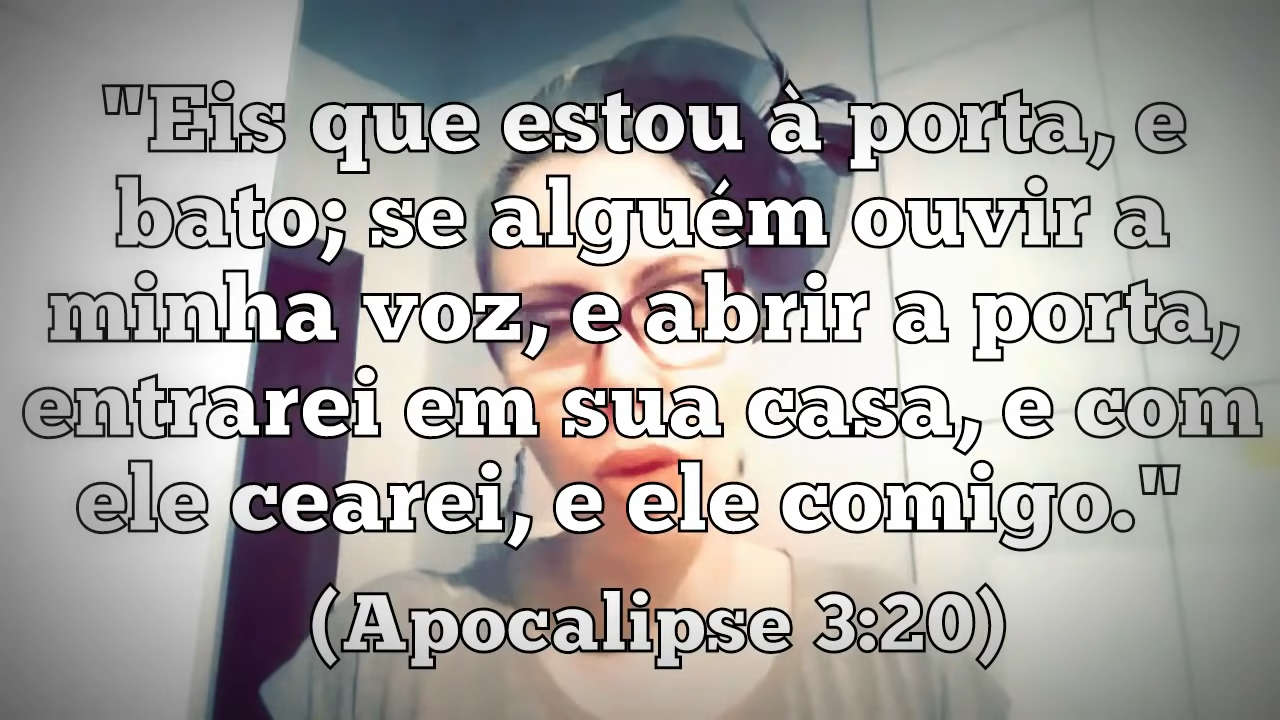 "Eis que estou à porta, e
bato; se alguém ouvir a
minha voz, e abrir a porta,
entrarei em sua casa, e com
ele cearei, e ele comigo."
(Apocalipse 3:20)